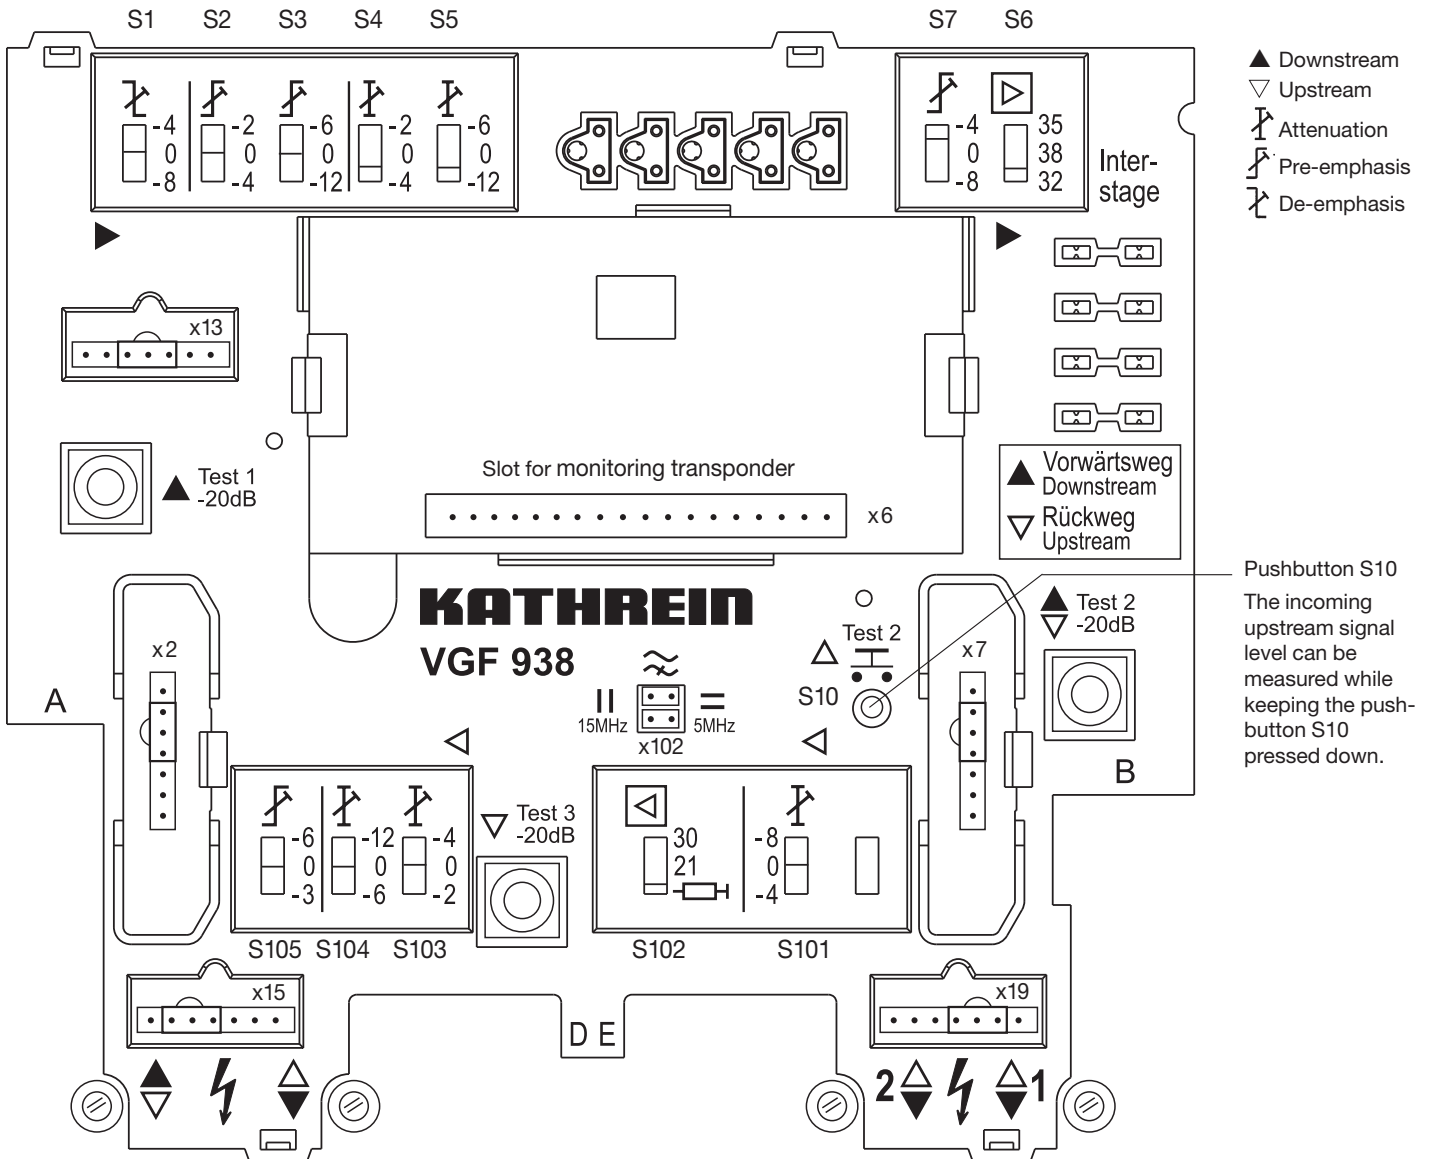 S1 S2 S3 S4 S5 S7 S6
-4 -2 -6 -2 -6 -4 35
0 0 0 0 0 0 38
-8 -4 -12 -4 -12 -8 32
Inter-
stage
Downstream
Upstream
Attenuation
Pre-emphasis
De-emphasis
x13
Test 1
-20dB
Slot for monitoring transponder
x6
Vorwärtsweg
Downstream
Rückweg
Upstream
KATHREIN
VGF 938
x2
A
15MHz
5MHz
x102
Test 2
S10
x7
Test 2
-20dB
B
Pushbutton S10
The incoming
upstream signal
level can be
measured while
keeping the push-
button S10
pressed down.
-6 -12 -4
0 0 0
-3 -6 -2
S105 S104 S103
Test 3
-20dB
30 -8
21 0
-4
S102 S101
x15
D E
x19
2 1